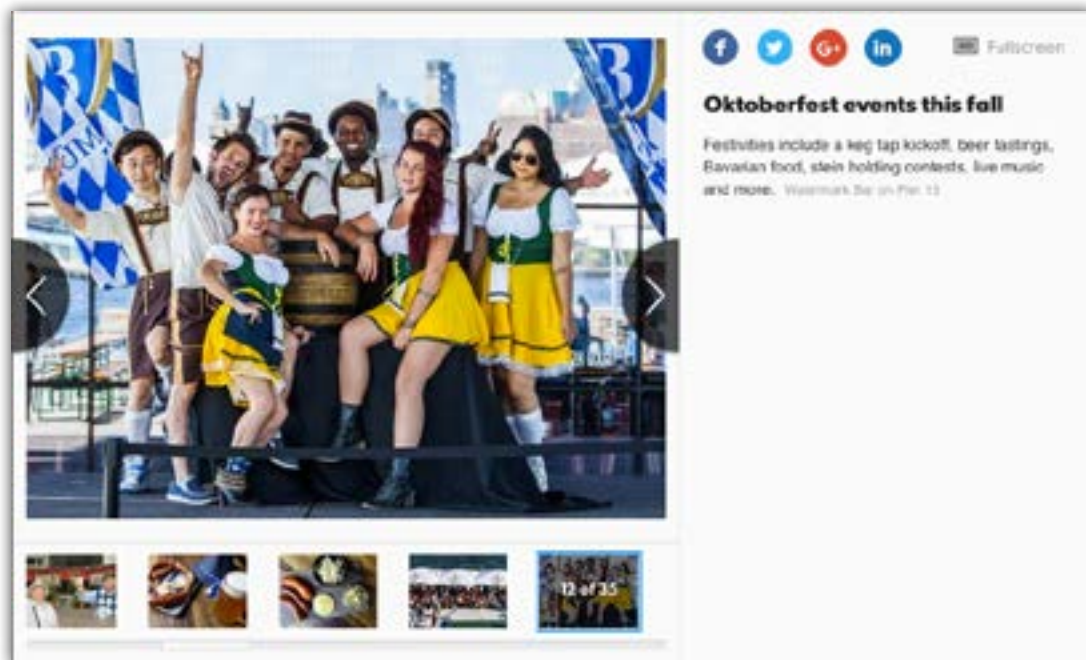 Fullscreen
Oktoberfest events this fall
Festivities include a keg tap kickoff, beer tastings,
Bavarian food, stein holding contests, live music
and more. Watermark Bar on Pier 15
12 of 35